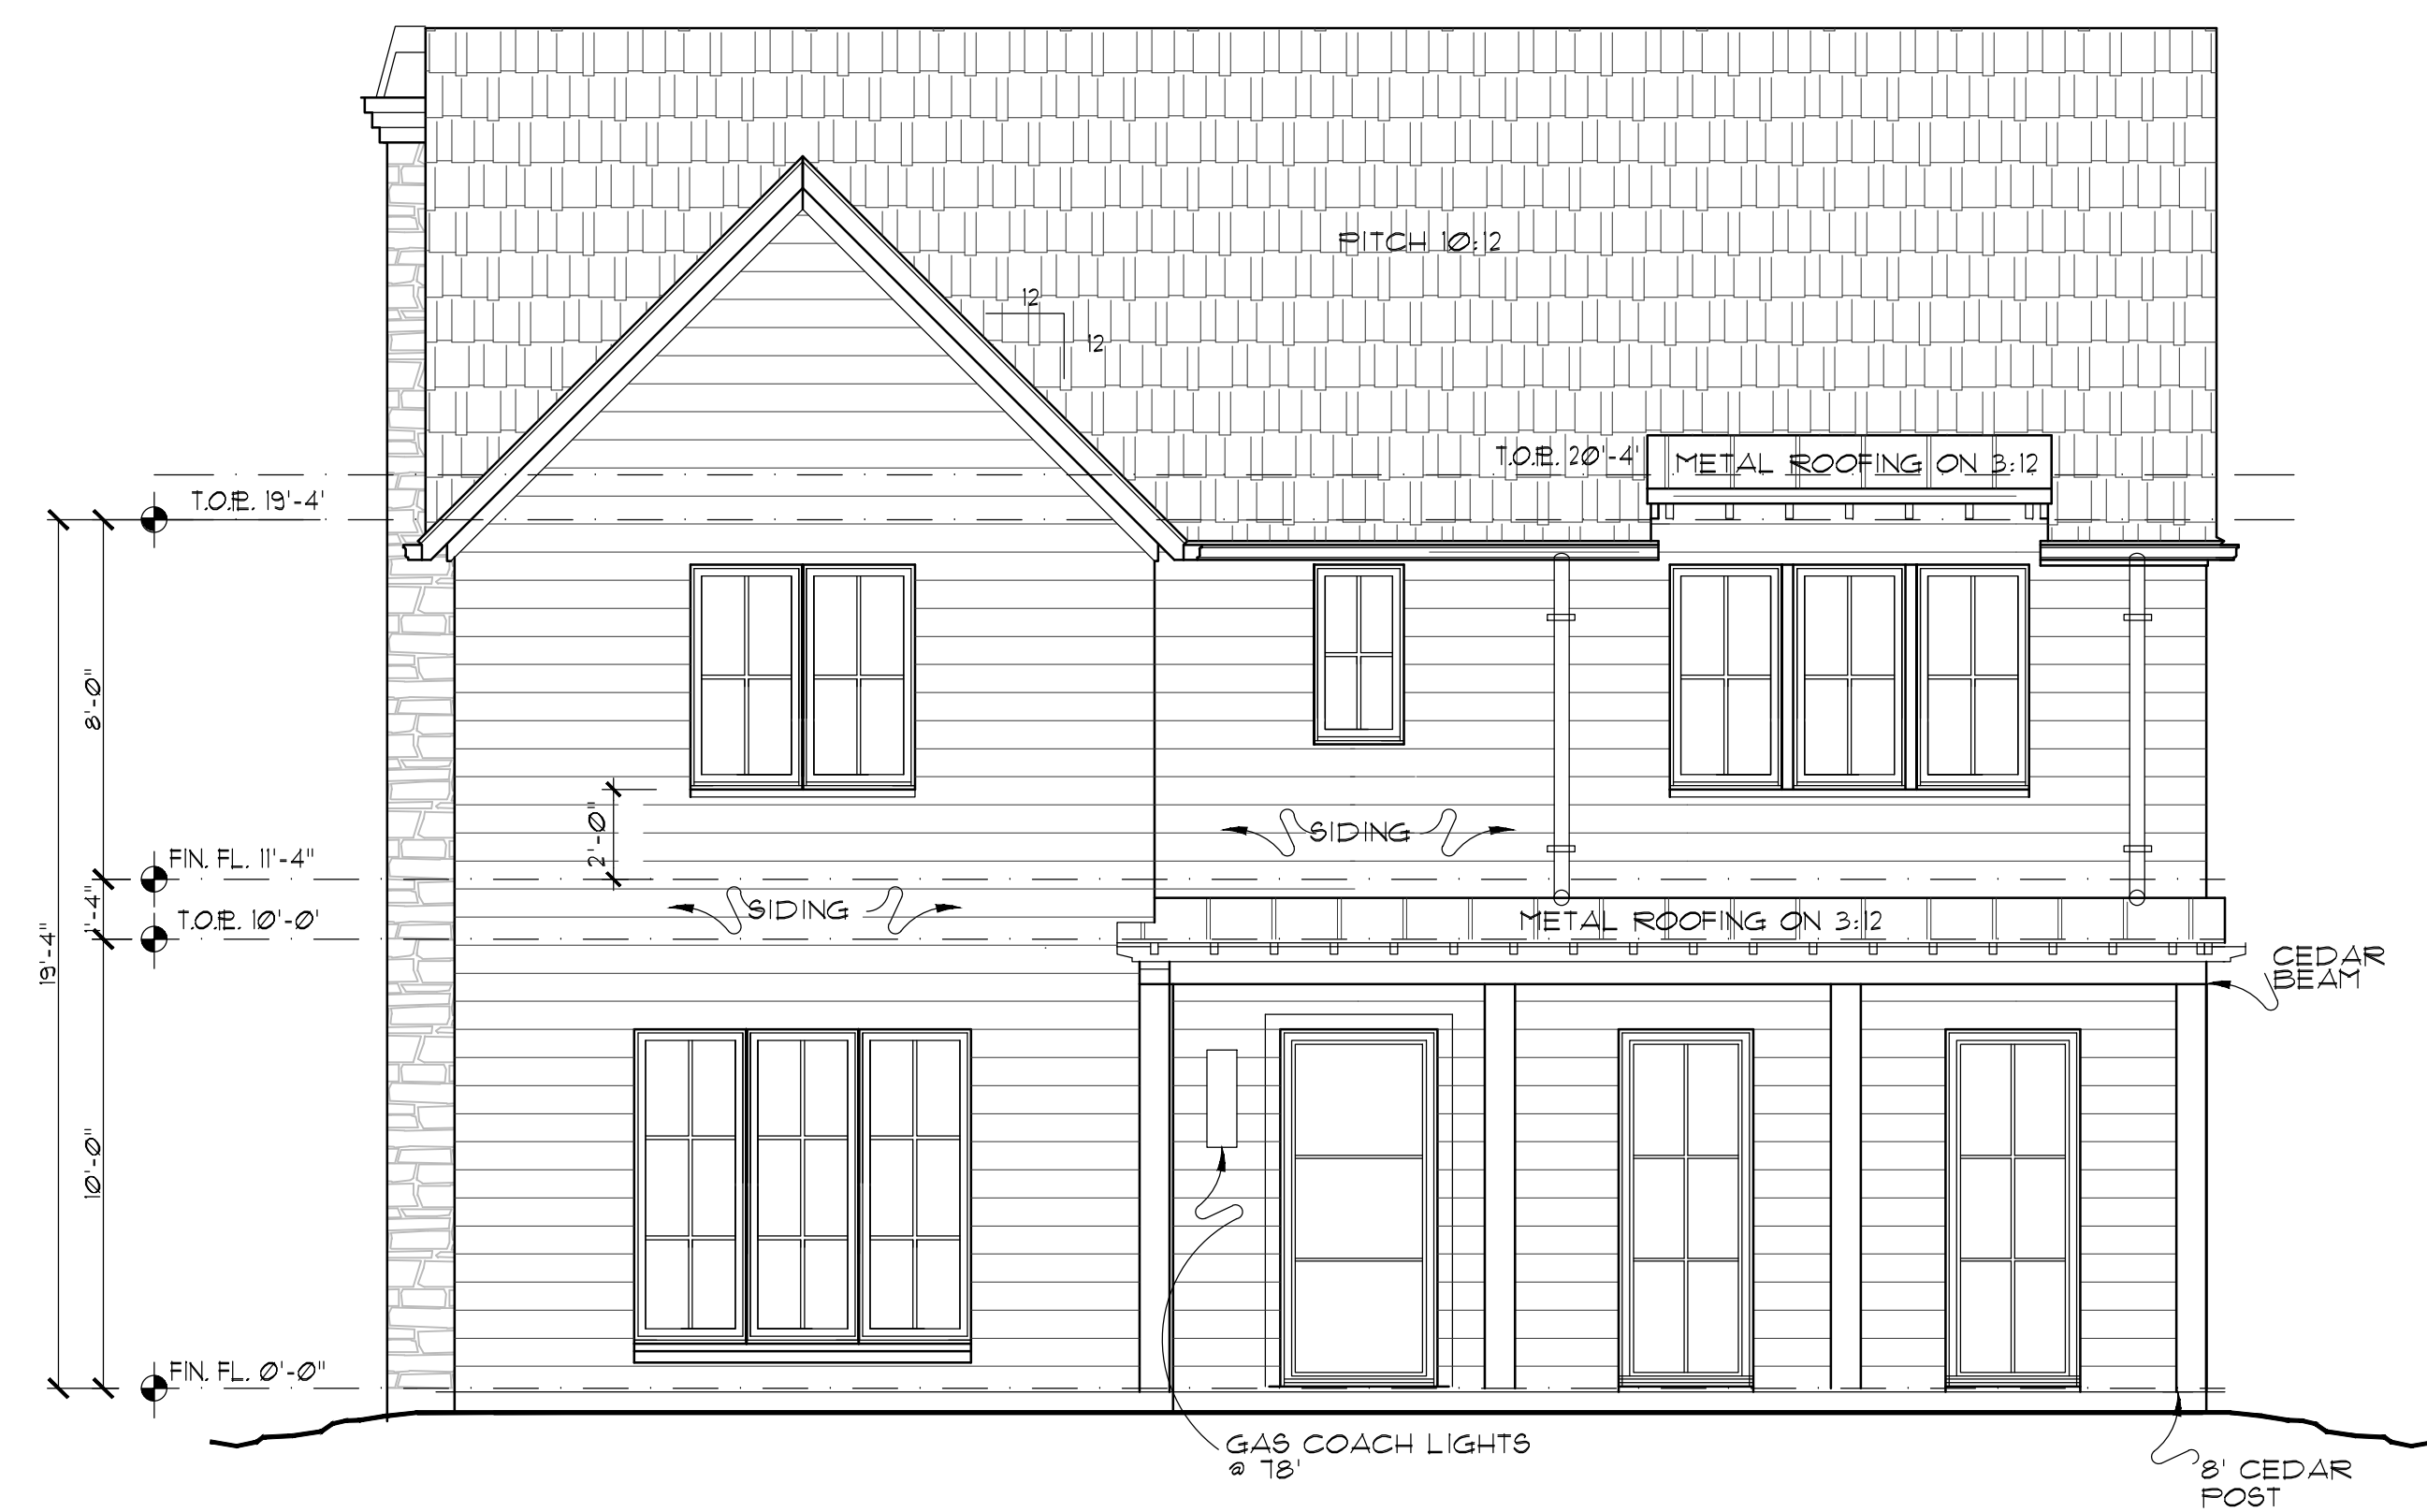 PITCH 10:12
12
12
T.O.P. 20'-4'
METAL ROOFING ON 3:12
T.O.P. 19'-4'
8'-0"
2'-0"
SIDING
FIN. FL. 11'-4"
1'-4"
SIDING
T.O.P. 10'-0'
METAL ROOFING ON 3:12
19'-4"
CEDAR
BEAM
10'-0"
FIN. FL. 0'-0"
GAS COACH LIGHTS
@ 78'
8' CEDAR
POST